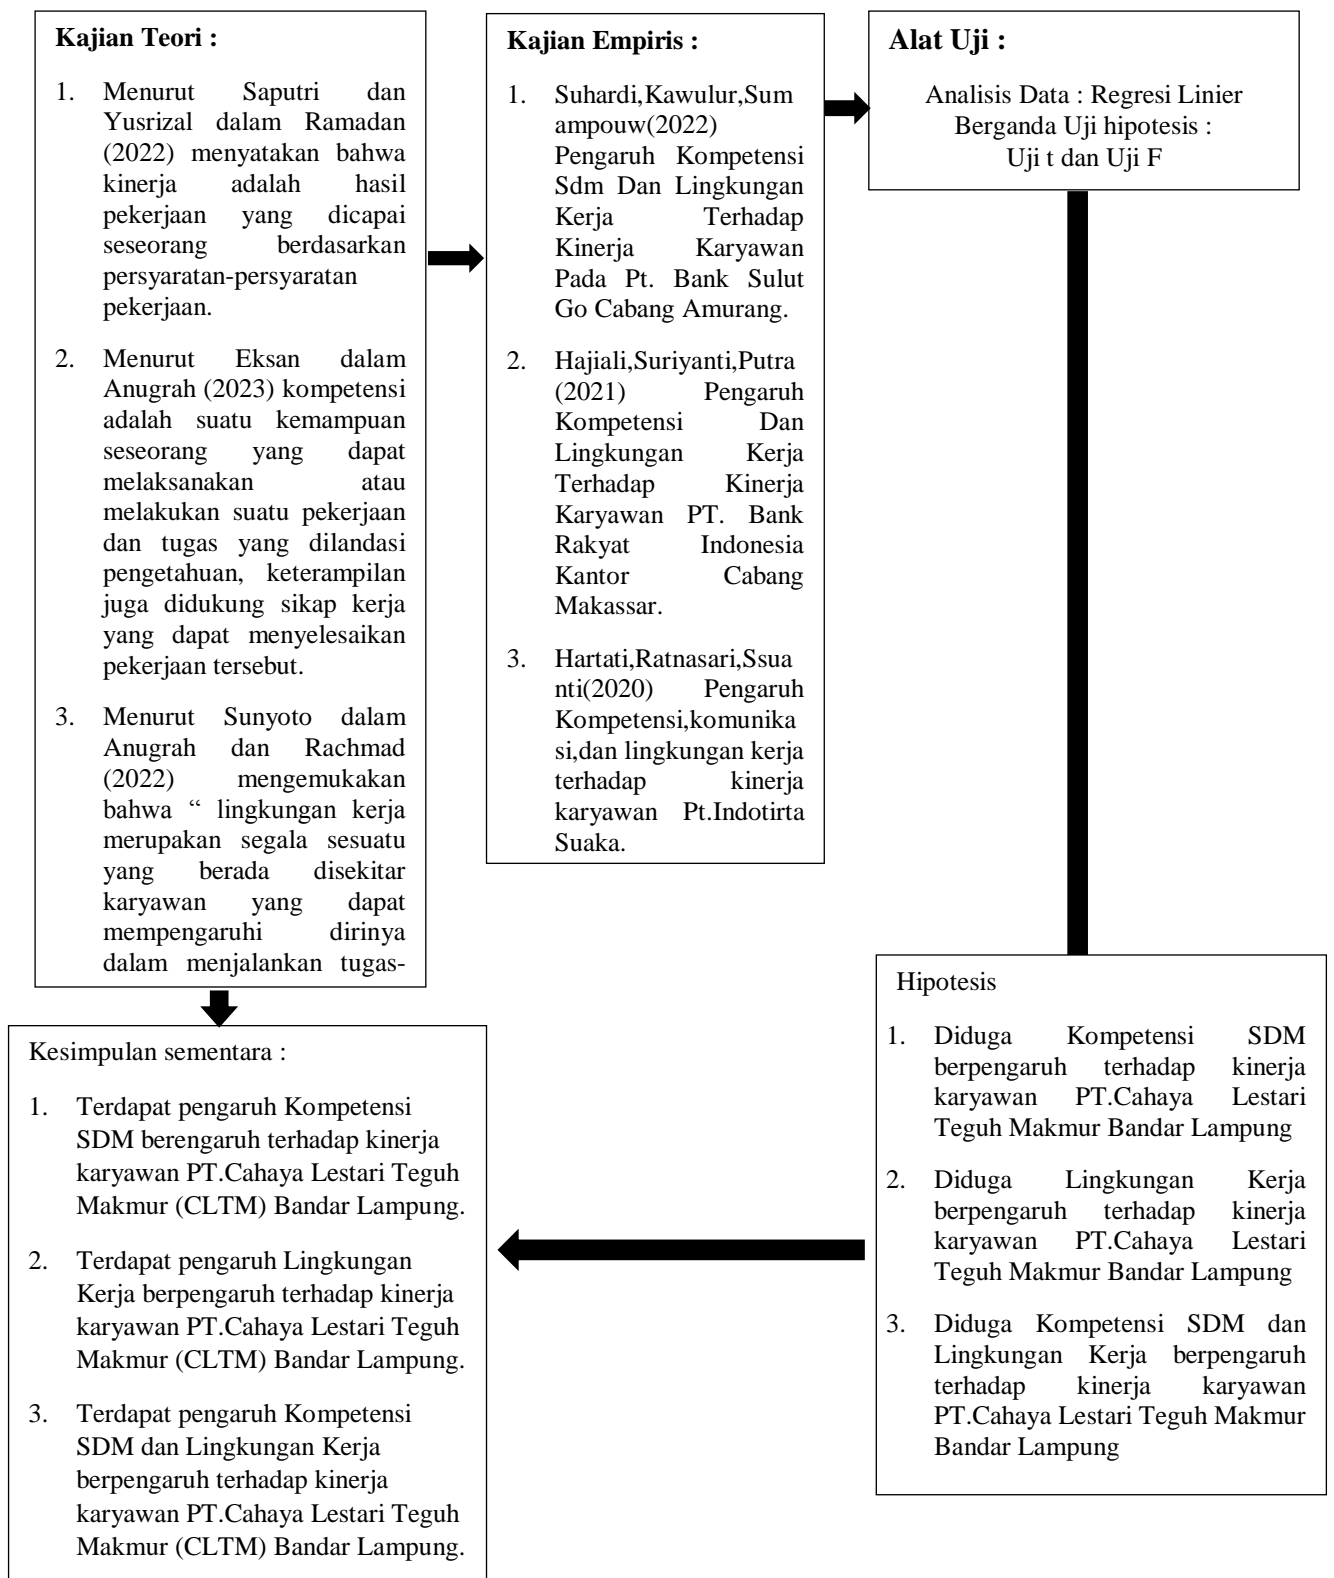 Kajian Teori :
1. Menurut Saputri dan
Yusrizal dalam Ramadan
(2022) menyatakan bahwa
kinerja adalah hasil
pekerjaan yang dicapai
seseorang berdasarkan
persyaratan-persyaratan
pekerjaan.
2. Menurut Eksan dalam
Anugrah (2023) kompetensi
adalah suatu kemampuan
seseorang yang dapat
melaksanakan atau
melakukan suatu pekerjaan
dan tugas yang dilandasi
pengetahuan, keterampilan
juga didukung sikap kerja
yang dapat menyelesaikan
pekerjaan tersebut.
3. Menurut Sunyoto dalam
Anugrah dan Rachmad
(2022) mengemukakan
bahwa “ lingkungan kerja
merupakan segala sesuatu
yang berada disekitar
karyawan yang dapat
mempengaruhi dirinya
dalam menjalankan tugas-
Kajian Empiris :
1. Suhardi,Kawulur,Sum
ampouw(2022)
Pengaruh Kompetensi
Sdm Dan Lingkungan
Kerja Terhadap
Kinerja Karyawan
Pada Pt. Bank Sulut
Go Cabang Amurang.
2. Hajiali,Suriyanti,Putra
(2021) Pengaruh
Kompetensi Dan
Lingkungan Kerja
Terhadap Kinerja
Karyawan PT. Bank
Rakyat Indonesia
Kantor Cabang
Makassar.
3. Hartati,Ratnasari,Ssua
nti(2020) Pengaruh
Kompetensi,komunika
si,dan lingkungan kerja
terhadap kinerja
karyawan Pt.Indotirta
Suaka.
Alat Uji :
Analisis Data : Regresi Linier
Berganda Uji hipotesis :
Uji t dan Uji F
Hipotesis
1. Diduga Kompetensi SDM
berpengaruh terhadap kinerja
karyawan PT.Cahaya Lestari
Teguh Makmur Bandar Lampung
2. Diduga Lingkungan Kerja
berpengaruh terhadap kinerja
karyawan PT.Cahaya Lestari
Teguh Makmur Bandar Lampung
3. Diduga Kompetensi SDM dan
Lingkungan Kerja berpengaruh
terhadap kinerja karyawan
PT.Cahaya Lestari Teguh Makmur
Bandar Lampung
Kesimpulan sementara :
1. Terdapat pengaruh Kompetensi
SDM berengaruh terhadap kinerja
karyawan PT.Cahaya Lestari Teguh
Makmur (CLTM) Bandar Lampung.
2. Terdapat pengaruh Lingkungan
Kerja berpengaruh terhadap kinerja
karyawan PT.Cahaya Lestari Teguh
Makmur (CLTM) Bandar Lampung.
3. Terdapat pengaruh Kompetensi
SDM dan Lingkungan Kerja
berpengaruh terhadap kinerja
karyawan PT.Cahaya Lestari Teguh
Makmur (CLTM) Bandar Lampung.